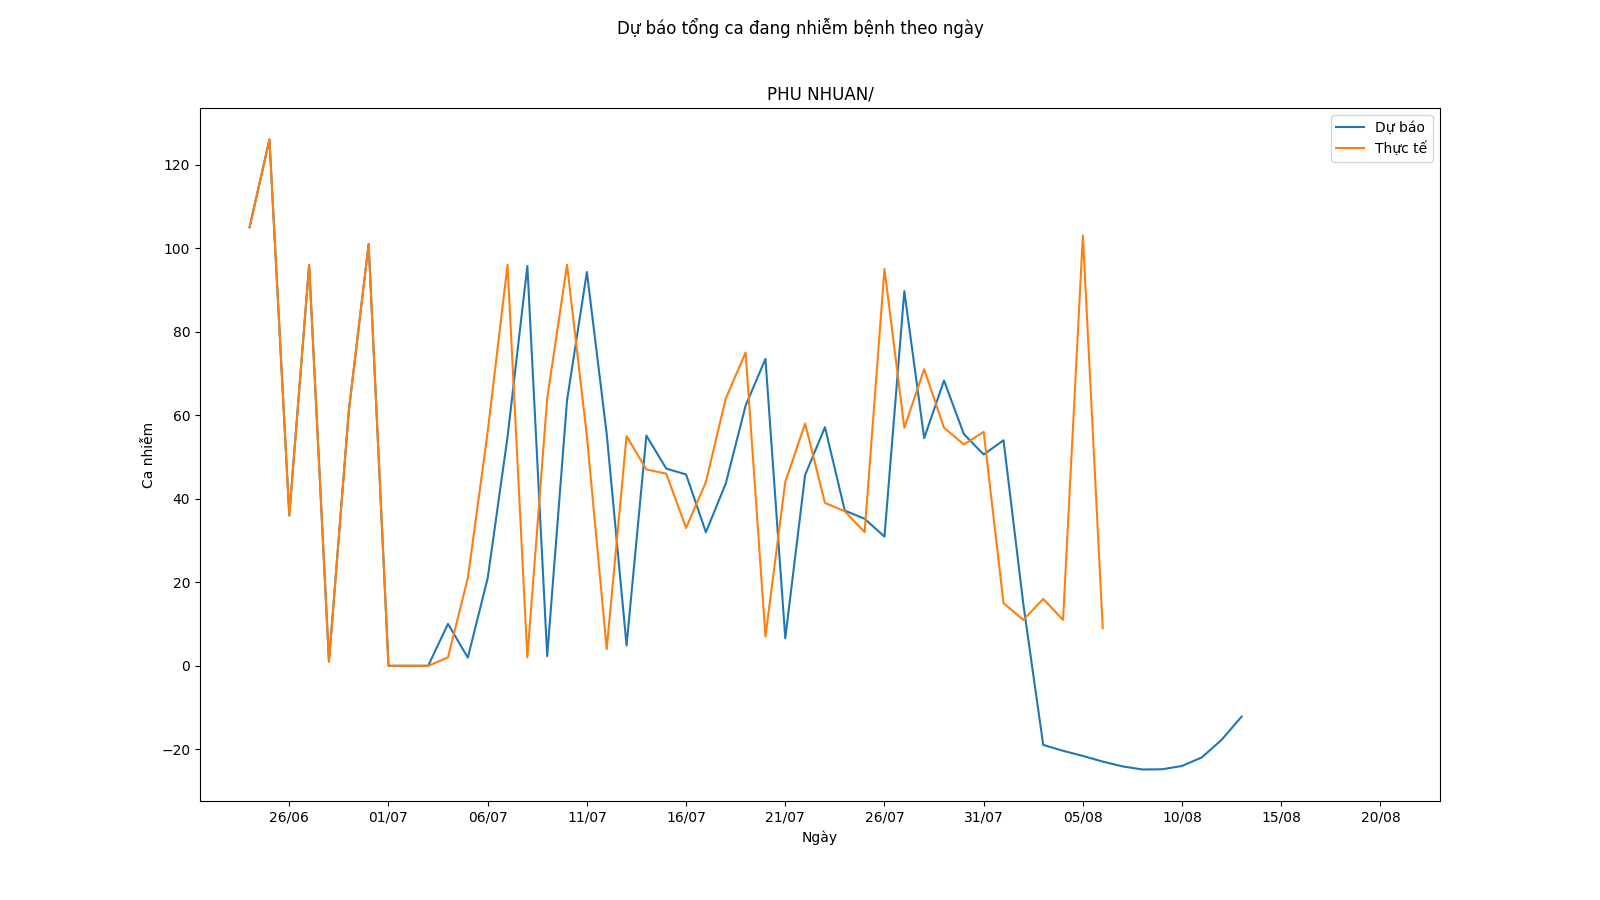 Dự báo tổng ca đang nhiễm bệnh theo ngày
PHU NHUAN/
Dự báo
Thực tế
120
100
80
60
40
20
0
−20
Ca nhiễm
26/06 01/07 06/07 11/07 16/07 21/07 26/07 31/07 05/08 10/08 15/08 20/08
Ngày